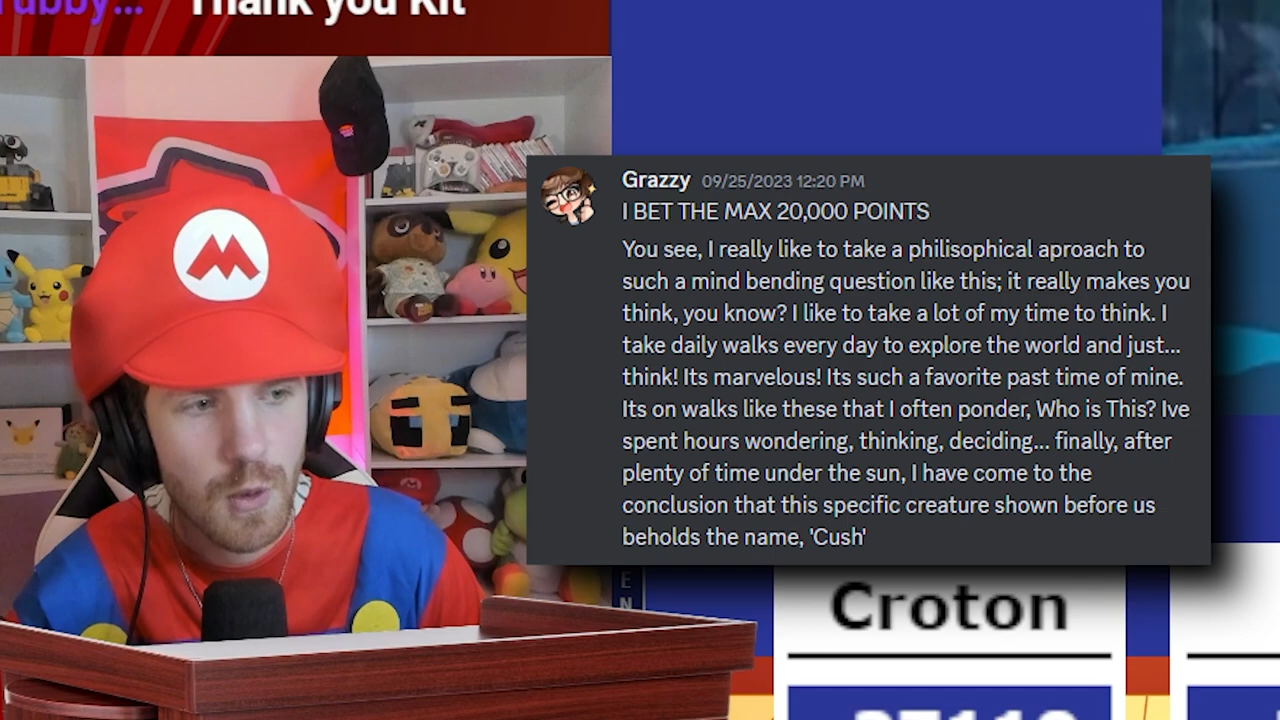 Thank you Kit
Grazzy 09/25/2023 12:20 PM
I BET THE MAX 20,000 POINTS
You see, I really like to take a philisophical aproach to
such a mind bending question like this; it really makes you
think, you know? I like to take a lot of my time to think. I
take daily walks every day to explore the world and just...
think! Its marvelous! Its such a favorite past time of mine.
Its on walks like these that I often ponder, Who is This? Ive
spent hours wondering, thinking, deciding... finally, after
plenty of time under the sun, I have come to the
conclusion that this specific creature shown before us
beholds the name, 'Cush'
M
E
N
Croton